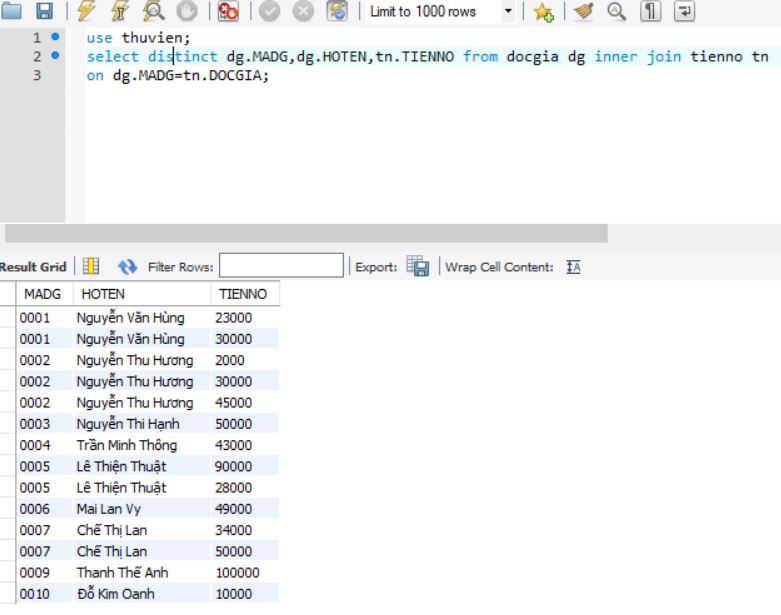 Limit to 1000 rows
1 use thuvien;
2 select distinct dg.MADG,dg.HOTEN,tn.TIENNO from docgia dg inner join tienno tn
3 on dg.MADG=tn.DOCGIA;
Result Grid Filter Rows: Export: Wrap Cell Content:
MADG HOTEN TIENNO
0001 Nguyễn Văn Hùng 23000
0001 Nguyễn Văn Hùng 30000
0002 Nguyễn Thu Hương 2000
0002 Nguyễn Thu Hương 30000
0002 Nguyễn Thu Hương 45000
0003 Nguyễn Thi Hạnh 50000
0004 Trần Minh Thông 43000
0005 Lê Thiện Thuật 90000
0005 Lê Thiện Thuật 28000
0006 Mai Lan Vy 49000
0007 Chế Thị Lan 34000
0007 Chế Thị Lan 50000
0009 Thanh Thế Anh 100000
0010 Đỗ Kim Oanh 10000